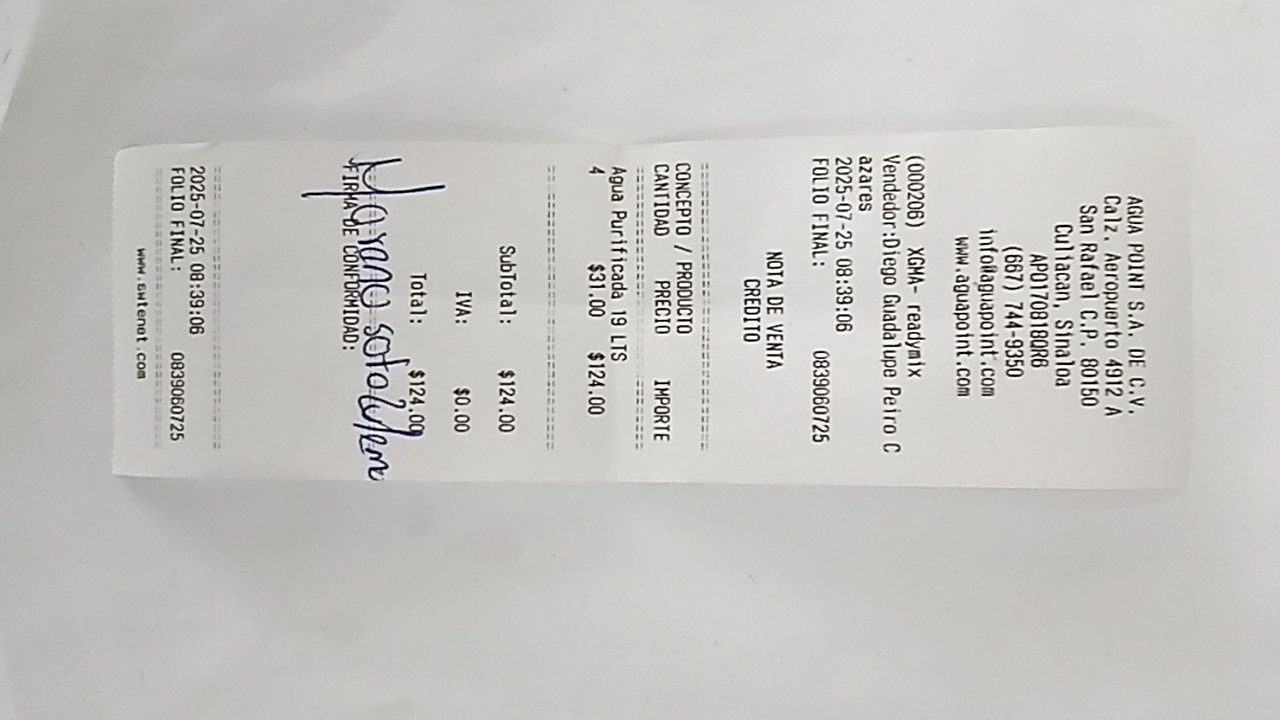 AGUA POINT S.A. DE C.V.
Calz. Aeropuerto 4912 A
San Rafael C.P. 80150
Culiacan, Sinaloa
APO170818QR6
(667) 744-9350
info@aguapoint.com
www.aguapoint.com
(000206) XGMA- readymix
Vendedor:Diego Guadalupe Peiro C
azares
2025-07-25 08:39:06
FOLIO FINAL: 0839060725
NOTA DE VENTA
CREDITO
================================
CONCEPTO / PRODUCTO
CANTIDAD PRECIO IMPORTE
================================
Agua Purificada 19 LTS
4 $31.00 $124.00
================================
SubTotal: $124.00
IVA: $0.00
Total: $124.00
soto
FIRMA DE CONFORMIDAD:
================================
2025-07-25 08:39:06
FOLIO FINAL: 0839060725
================================
www.ewtenet.com